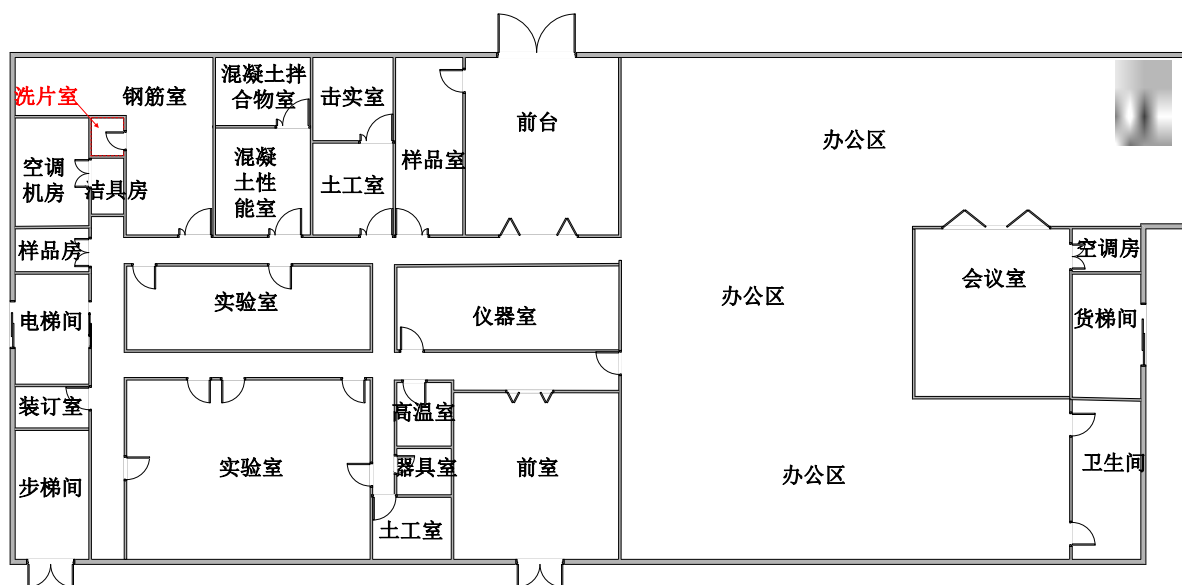 洗片室
钢筋室
混凝土拌
合物室
击实室
前台
办公区
空调
机房
洁具房
混凝
土性
能室
土工室
样品室
样品房
实验室
仪器室
办公区
会议室
空调房
电梯间
货梯间
装订室
高温室
步梯间
实验室
器具室
前室
办公区
卫生间
土工室